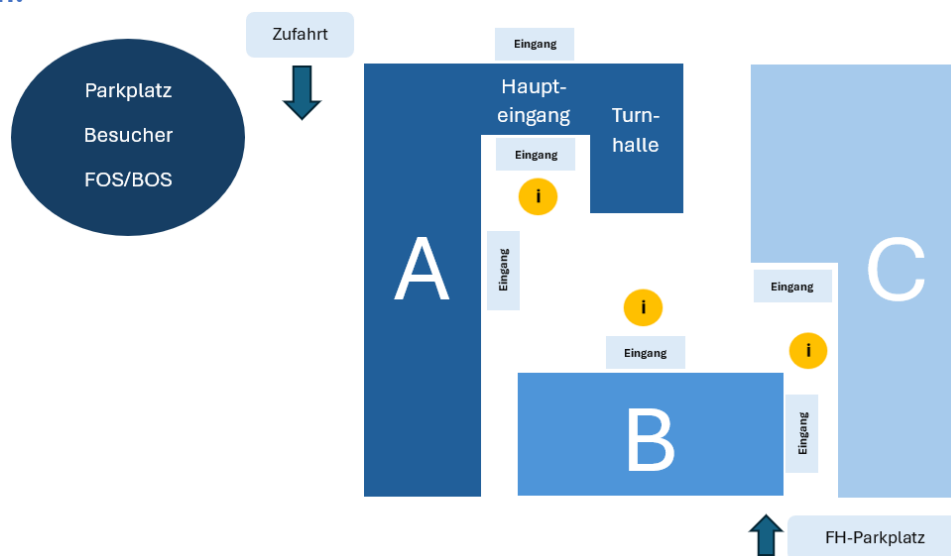 Zufahrt
Parkplatz
Besucher
FOS/BOS
Eingang
Haupt-
eingang
Turn-
halle
Eingang
i
A
Eingang
C
Eingang
i
i
Eingang
B
Eingang
FH-Parkplatz